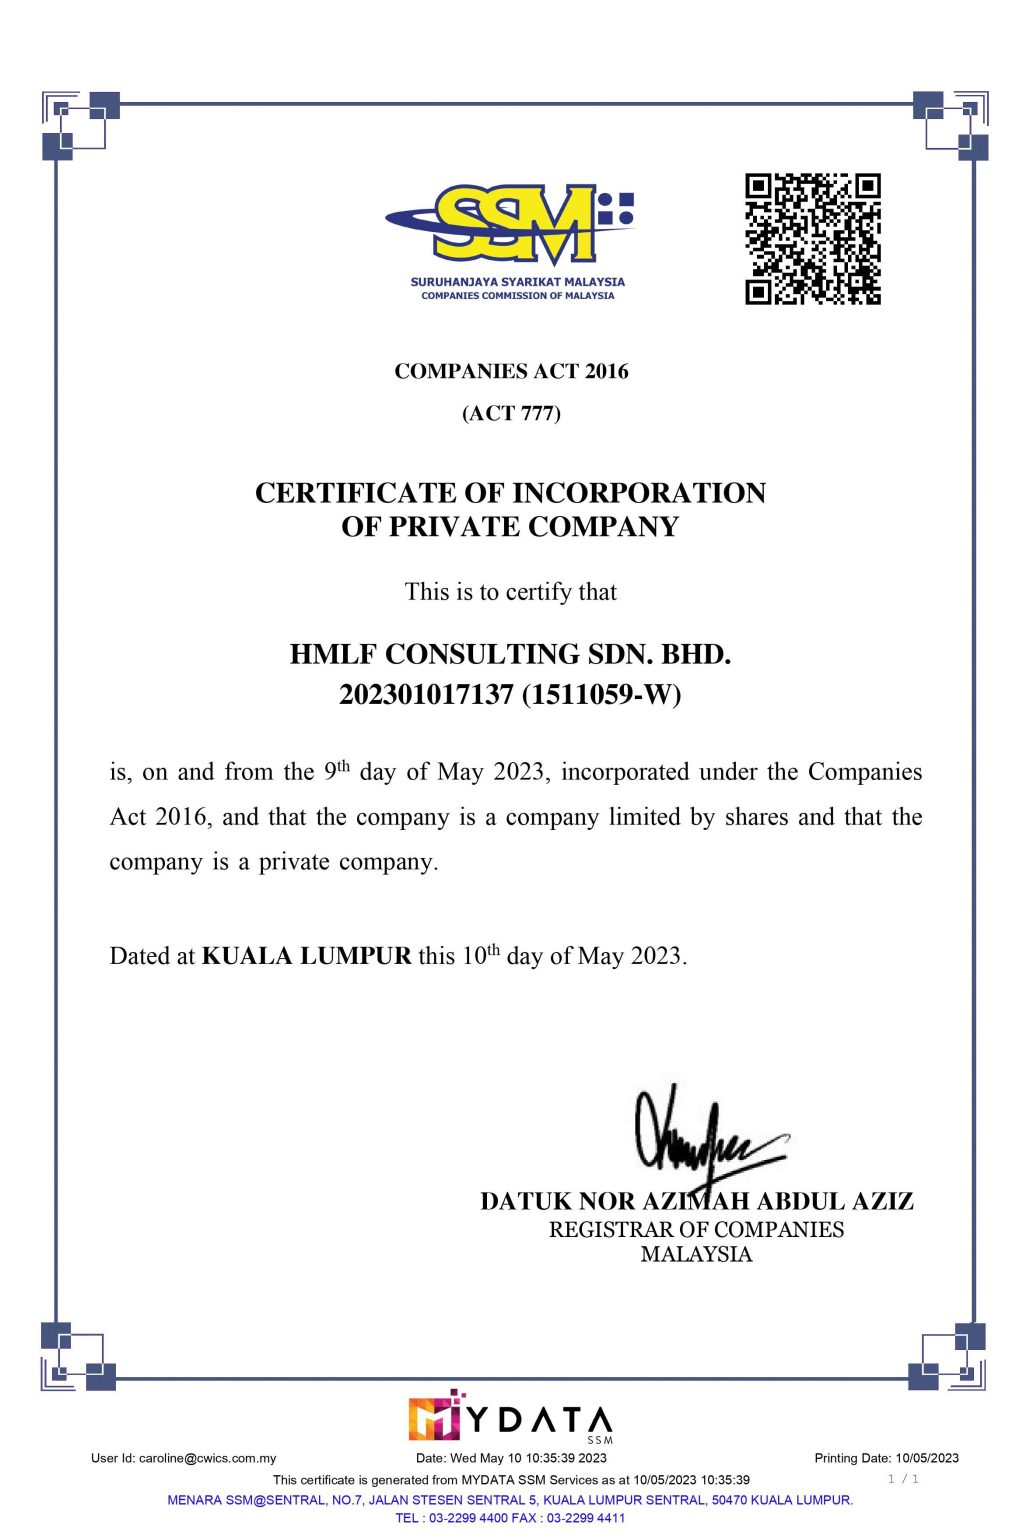 SSM
SURUHANJAYA SYARIKAT MALAYSIA
COMPANIES COMMISSION OF MALAYSIA
COMPANIES ACT 2016
(ACT 777)
CERTIFICATE OF INCORPORATION
OF PRIVATE COMPANY
This is to certify that
HMLF CONSULTING SDN. BHD.
202301017137 (1511059-W)
is, on and from the 9th day of May 2023, incorporated under the Companies
Act 2016, and that the company is a company limited by shares and that the
company is a private company.
Dated at KUALA LUMPUR this 10th day of May 2023.
DATUK NOR AZIMAH ABDUL AZIZ
REGISTRAR OF COMPANIES
MALAYSIA
MYDATA
SSM
User Id: caroline@cwics.com.my Date: Wed May 10 10:35:39 2023 Printing Date: 10/05/2023
This certificate is generated from MYDATA SSM Services as at 10/05/2023 10:35:39 1 / 1
MENARA SSM@SENTRAL, NO.7, JALAN STESEN SENTRAL 5, KUALA LUMPUR SENTRAL, 50470 KUALA LUMPUR.
TEL : 03-2299 4400 FAX : 03-2299 4411